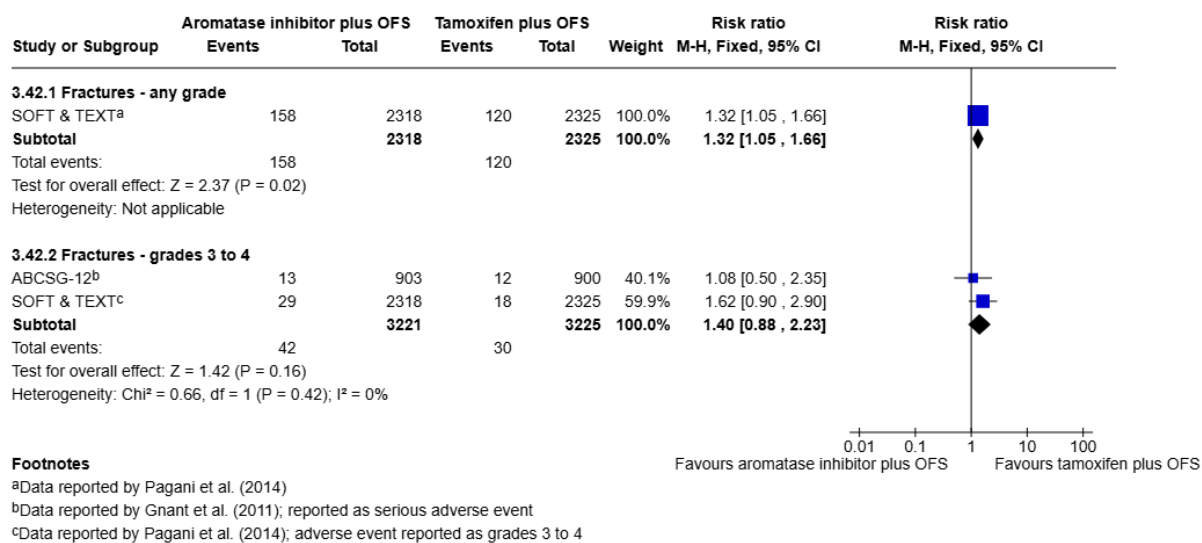 Aromatase inhibitor plus OFS Tamoxifen plus OFS Risk ratio Risk ratio
Study or Subgroup Events Total Events Total Weight M-H, Fixed, 95% CI M-H, Fixed, 95% CI
3.42.1 Fractures - any grade
SOFT & TEXTᵃ 158 2318 120 2325 100.0% 1.32 [1.05 , 1.66]
Subtotal 2318 2325 100.0% 1.32 [1.05 , 1.66]
Total events: 158 120
Test for overall effect: Z = 2.37 (P = 0.02)
Heterogeneity: Not applicable
3.42.2 Fractures - grades 3 to 4
ABCSG-12ᵇ 13 903 12 900 40.1% 1.08 [0.50 , 2.35]
SOFT & TEXTᶜ 29 2318 18 2325 59.9% 1.62 [0.90 , 2.90]
Subtotal 3221 3225 100.0% 1.40 [0.88 , 2.23]
Total events: 42 30
Test for overall effect: Z = 1.42 (P = 0.16)
Heterogeneity: Chi² = 0.66, df = 1 (P = 0.42); I² = 0%
0.01 0.1 1 10 100
Favours aromatase inhibitor plus OFS Favours tamoxifen plus OFS
Footnotes
ᵃData reported by Pagani et al. (2014)
ᵇData reported by Gnant et al. (2011); reported as serious adverse event
ᶜData reported by Pagani et al. (2014); adverse event reported as grades 3 to 4